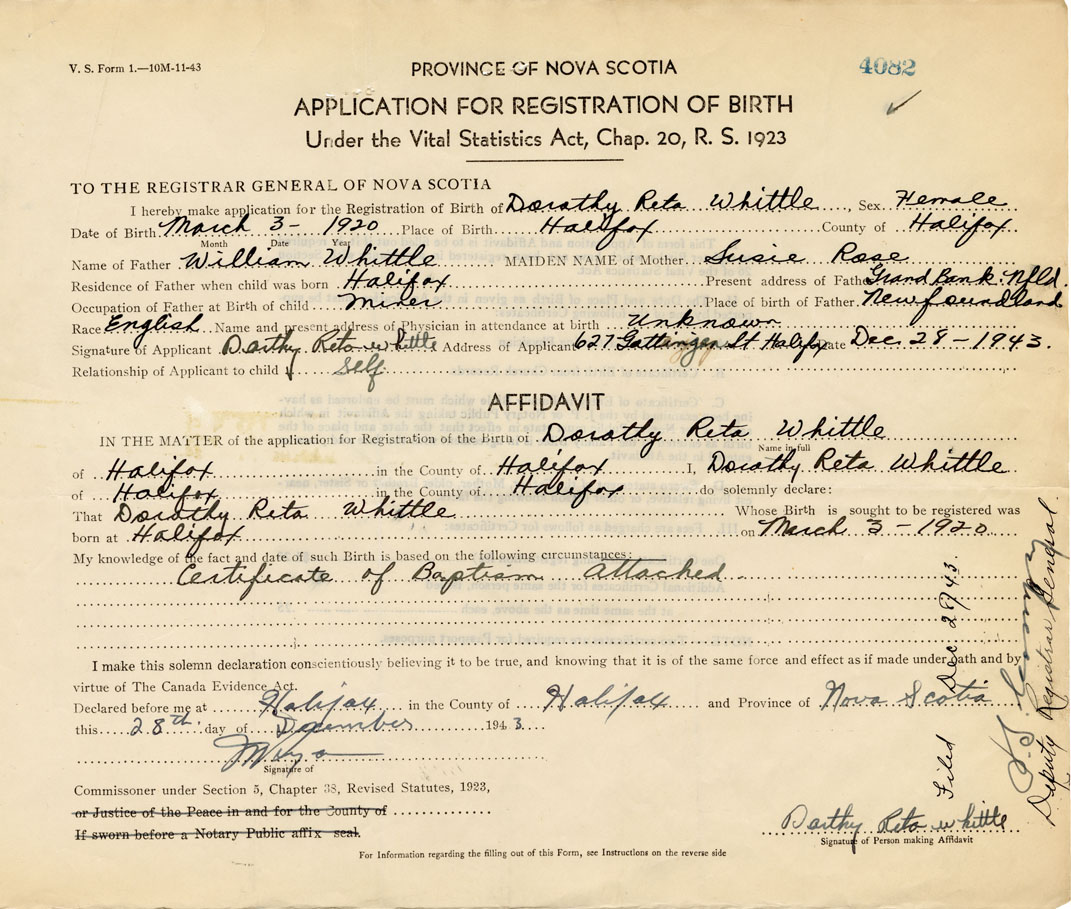 V. S. Form 1.—10M-11-43
PROVINCE OF NOVA SCOTIA
4082
APPLICATION FOR REGISTRATION OF BIRTH
Under the Vital Statistics Act, Chap. 20, R. S. 1923
TO THE REGISTRAR GENERAL OF NOVA SCOTIA
I hereby make application for the Registration of Birth of Dorathy Reta Whittle, Sex Female
Date of Birth March 3 - 1920 Place of Birth Halifax County of Halifax
Month Date Year
Name of Father William Whittle MAIDEN NAME of Mother Susie Rose
Residence of Father when child was born Halifax Present address of Father Grand Bank. Nfld.
Occupation of Father at Birth of child Miner Place of birth of Father Newfoundland
Race English Name and present address of Physician in attendance at birth Unknown
Signature of Applicant Darthy Reta whittle Address of Applicant 627 Gottingen St Halifax Date Dec 28 - 1943.
Relationship of Applicant to child Self
AFFIDAVIT
IN THE MATTER of the application for Registration of the Birth of Dorathy Reta Whittle
Name in full
of Halifax in the County of Halifax I, Dorathy Reta Whittle
of Halifax in the County of Halifax do solemnly declare:
That Dorathy Reta Whittle Whose Birth is sought to be registered was
born at Halifax on March 3 - 1920
My knowledge of the fact and date of such Birth is based on the following circumstances:
Certificate of Baptism attached
I make this solemn declaration conscientiously believing it to be true, and knowing that it is of the same force and effect as if made under oath and by
virtue of The Canada Evidence Act.
Declared before me at Halifax in the County of Halifax and Province of Nova Scotia
this 28th day of December 1943.
Signature of
Commissoner under Section 5, Chapter 38, Revised Statutes, 1923,
or Justice of the Peace in and for the County of
If sworn before a Notary Public affix seal.
Darthy Reta whittle
Signature of Person making Affidavit
For Information regarding the filling out of this Form, see Instructions on the reverse side
Filed Dec 28/43
Deputy Registrar General